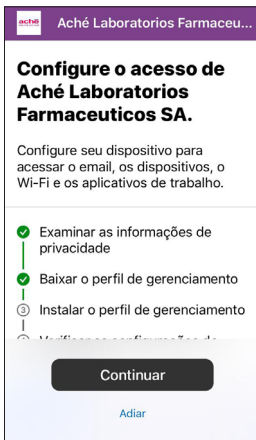 aché
Aché Laboratorios Farmaceu...
Configure o acesso de
Aché Laboratorios
Farmaceuticos SA.
Configure seu dispositivo para
acessar o email, os dispositivos, o
Wi-Fi e os aplicativos de trabalho.
Examinar as informações de
privacidade
Baixar o perfil de gerenciamento
3 Instalar o perfil de gerenciamento
Continuar
Adiar